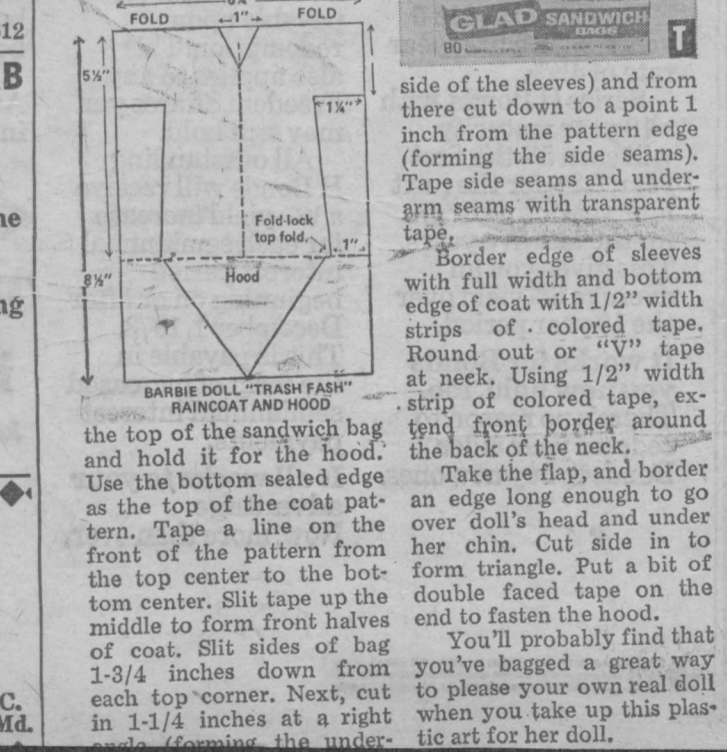 FOLD
1"
FOLD
5½"
1¼"
Fold-lock
top fold.
1"
Hood
8½"
BARBIE DOLL "TRASH FASH"
RAINCOAT AND HOOD
the top of the sandwich bag
and hold it for the hood.
Use the bottom sealed edge
as the top of the coat pat-
tern. Tape a line on the
front of the pattern from
the top center to the bot-
tom center. Slit tape up the
middle to form front halves
of coat. Slit sides of bag
1-3/4 inches down from
each top corner. Next, cut
in 1-1/4 inches at a right
angle (forming the under-
GLAD SANDWICH
BAGS
80
T
side of the sleeves) and from
there cut down to a point 1
inch from the pattern edge
(forming the side seams).
Tape side seams and under-
arm seams with transparent
tape.
Border edge of sleeves
with full width and bottom
edge of coat with 1/2" width
strips of colored tape.
Round out or "V" tape
at neck. Using 1/2" width
strip of colored tape, ex-
tend front border around
the back of the neck.
Take the flap, and border
an edge long enough to go
over doll's head and under
her chin. Cut side in to
form triangle. Put a bit of
double faced tape on the
end to fasten the hood.
You'll probably find that
you've bagged a great way
to please your own real doll
when you take up this plas-
tic art for her doll.
B
ng
C.
Md.